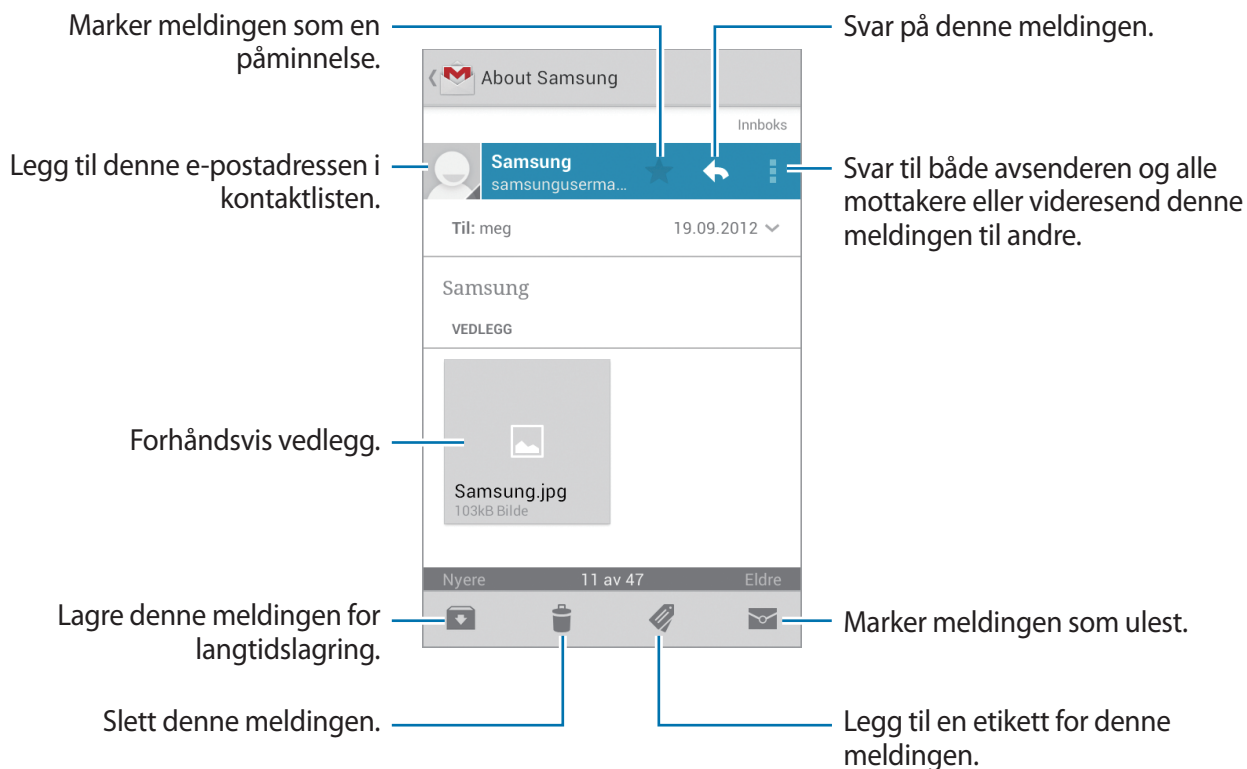 Marker meldingen som en
påminnelse.
Svar på denne meldingen.
About Samsung
Innboks
Legg til denne e-postadressen i
kontaktlisten.
Samsung
samsunguserma...
Svar til både avsenderen og alle
mottakere eller videresend denne
meldingen til andre.
Til: meg
19.09.2012
Samsung
VEDLEGG
Forhåndsvis vedlegg.
Samsung.jpg
103kB Bilde
Nyere 11 av 47 Eldre
Lagre denne meldingen for
langtidslagring.
Marker meldingen som ulest.
Slett denne meldingen.
Legg til en etikett for denne
meldingen.